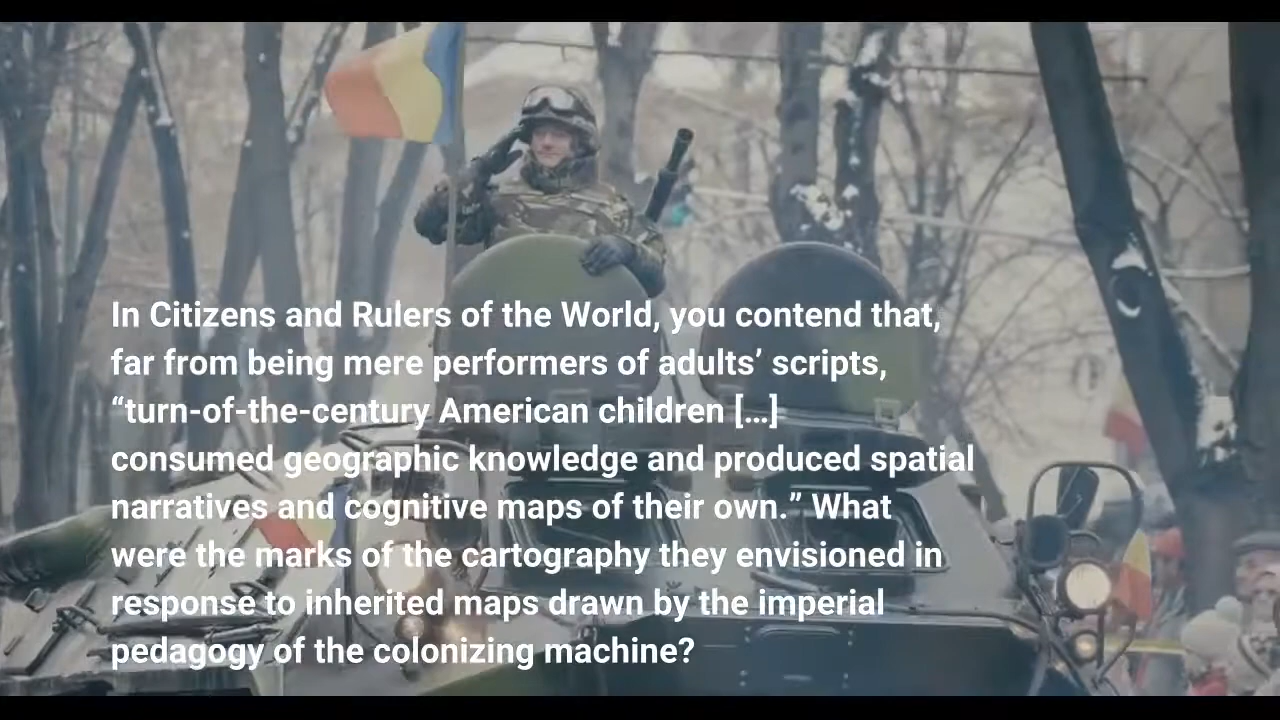 In Citizens and Rulers of the World, you contend that,
far from being mere performers of adults’ scripts,
“turn-of-the-century American children […]
consumed geographic knowledge and produced spatial
narratives and cognitive maps of their own.” What
were the marks of the cartography they envisioned in
response to inherited maps drawn by the imperial
pedagogy of the colonizing machine?